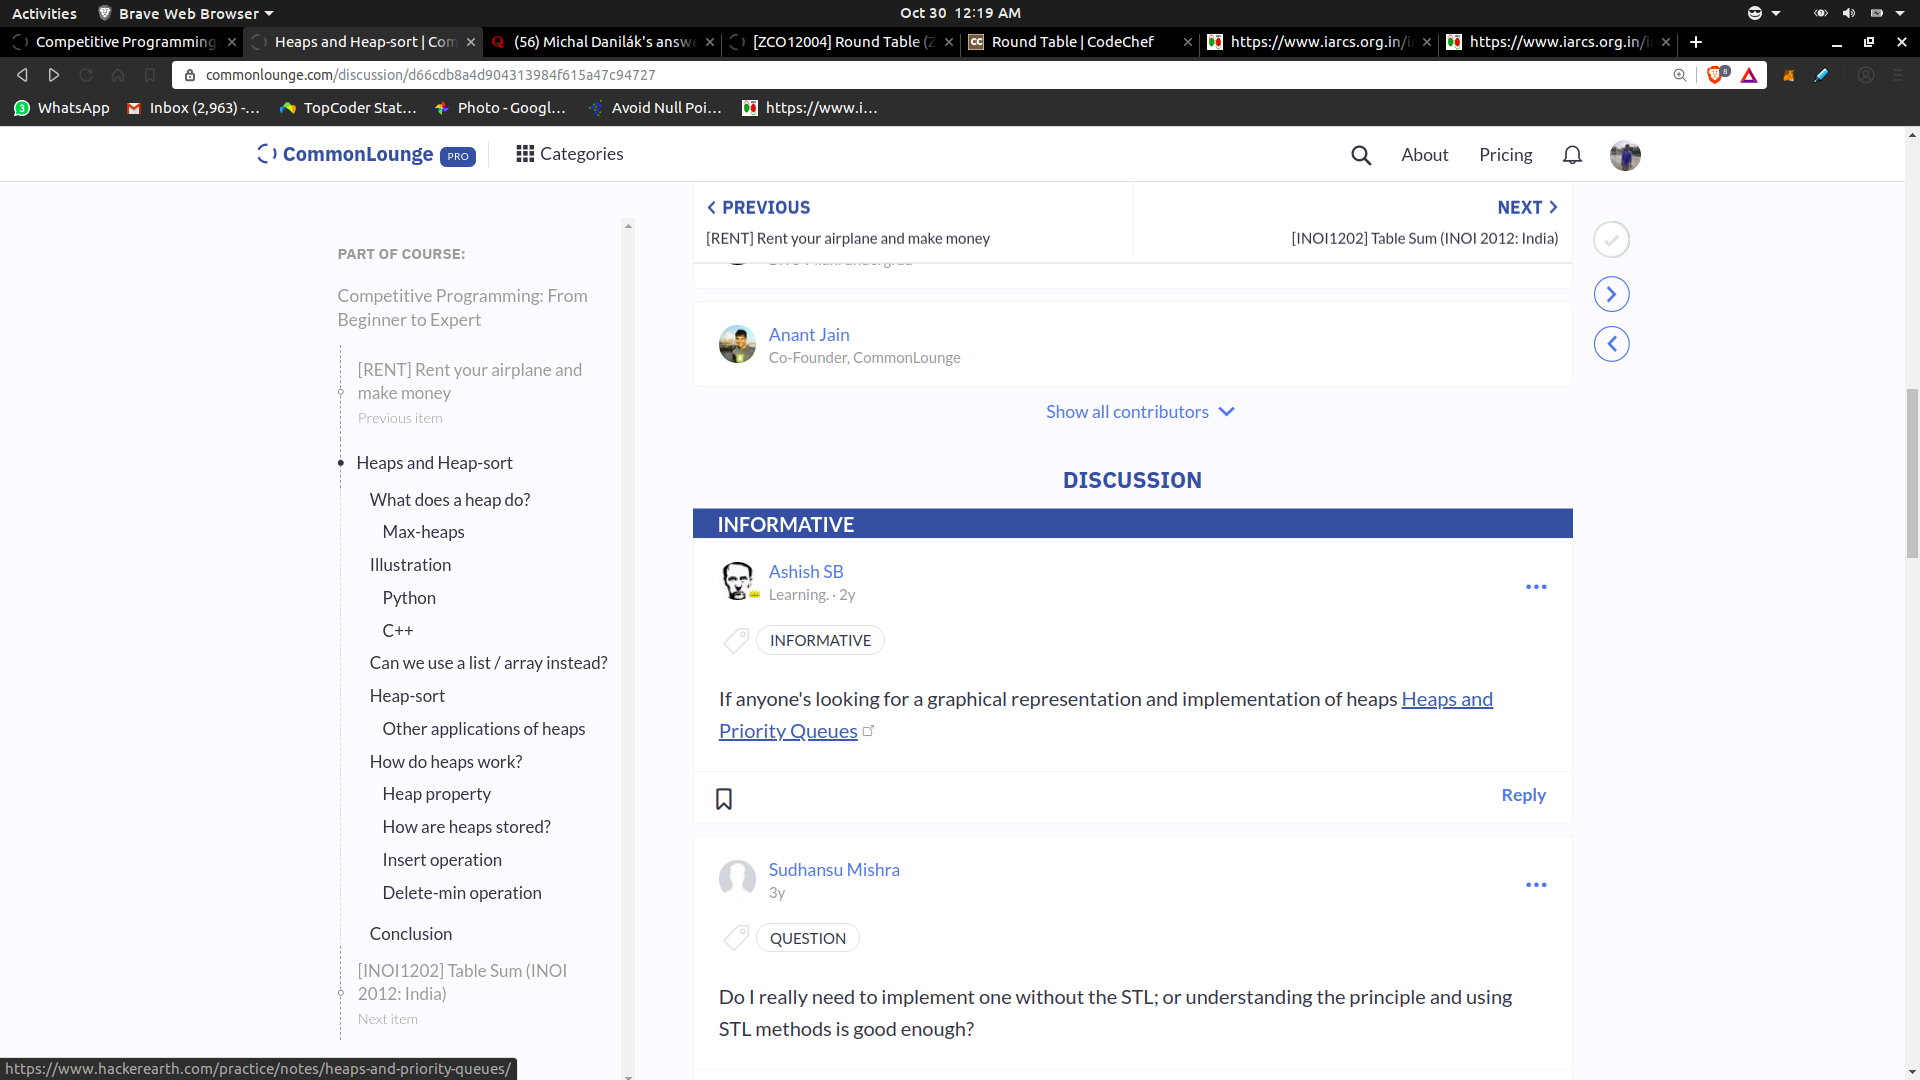 Activities
Brave Web Browser
Oct 30 12:19 AM
Competitive Programming
Heaps and Heap-sort | Com
(56) Michal Danilák's answ
[ZCO12004] Round Table (Z
Round Table | CodeChef
https://www.iarcs.org.in/i
https://www.iarcs.org.in/i
commonlounge.com/discussion/d66cdb8a4d904313984f615a47c94727
8
WhatsApp
Inbox (2,963) -...
TopCoder Stat...
Photo - Googl...
Avoid Null Poi...
https://www.i...
CommonLounge PRO
Categories
About
Pricing
PREVIOUS
[RENT] Rent your airplane and make money
NEXT
[INOI1202] Table Sum (INOI 2012: India)
PART OF COURSE:
Competitive Programming: From
Beginner to Expert
[RENT] Rent your airplane and
make money
Previous item
Heaps and Heap-sort
What does a heap do?
Max-heaps
Illustration
Python
C++
Can we use a list / array instead?
Heap-sort
Other applications of heaps
How do heaps work?
Heap property
How are heaps stored?
Insert operation
Delete-min operation
Conclusion
[INOI1202] Table Sum (INOI
2012: India)
Next item
Anant Jain
Co-Founder, CommonLounge
Show all contributors
DISCUSSION
INFORMATIVE
Ashish SB
Learning. · 2y
INFORMATIVE
If anyone's looking for a graphical representation and implementation of heaps Heaps and
Priority Queues
Reply
Sudhansu Mishra
3y
QUESTION
Do I really need to implement one without the STL; or understanding the principle and using
STL methods is good enough?
https://www.hackerearth.com/practice/notes/heaps-and-priority-queues/